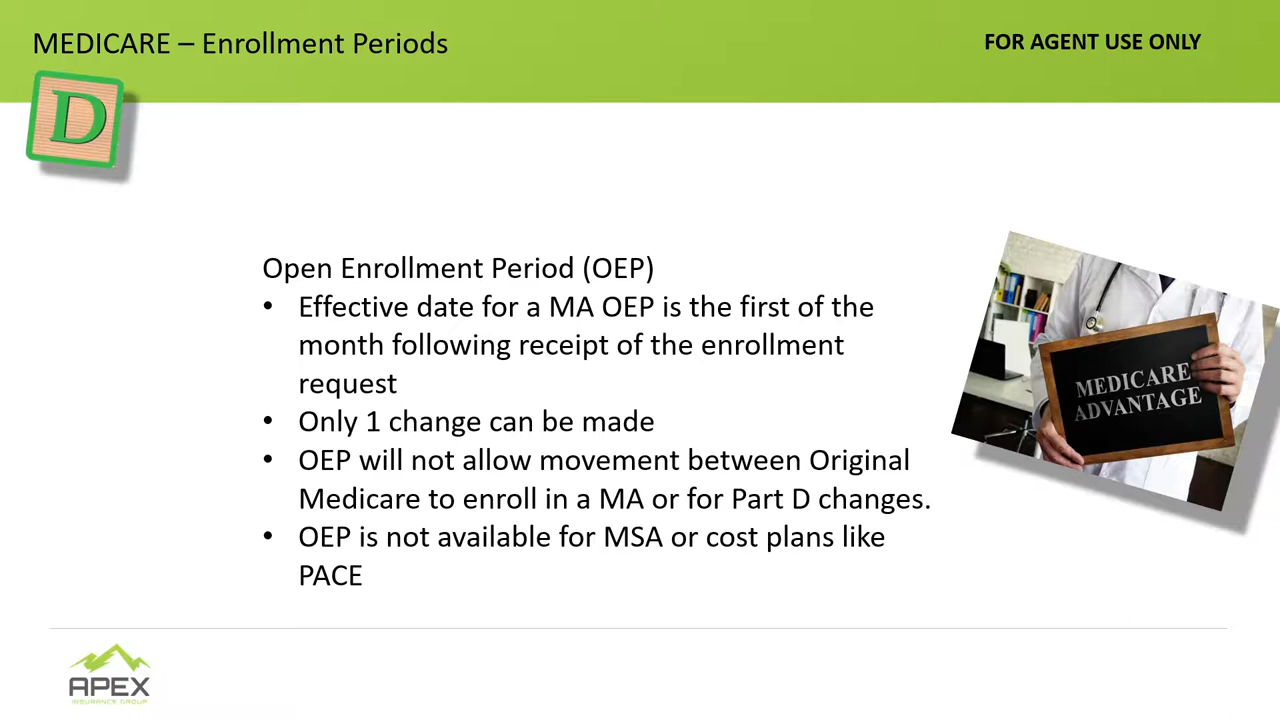 MEDICARE – Enrollment Periods
FOR AGENT USE ONLY
D
Open Enrollment Period (OEP)
• Effective date for a MA OEP is the first of the
month following receipt of the enrollment
request
• Only 1 change can be made
• OEP will not allow movement between Original
Medicare to enroll in a MA or for Part D changes.
• OEP is not available for MSA or cost plans like
PACE
MEDICARE
ADVANTAGE
APEX
INSURANCE GROUP